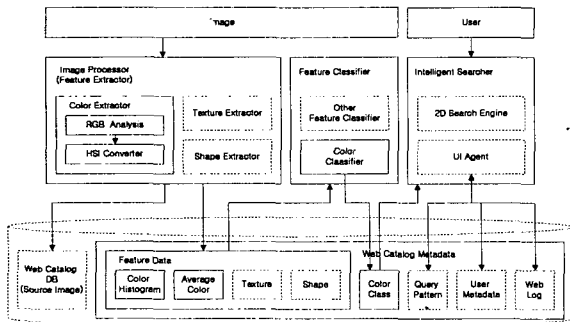 Image
User
Image Processor
(Feature Extractor)
Color Extractor
RGB Analysis
HSI Converter
Texture Extractor
Shape Extractor
Feature Classifier
Other
Feature Classifier
Color
Claasifier
Intelligent Searcher
2D Search Engine
UI Agent
Web Catalog
DB
(Source Image)
Web Catalog Metadata
Feature Data
Color
Histogram
Average
Color
Texture
Shape
Color
Class
Query
Pattern
User
Metadata
Web
Log